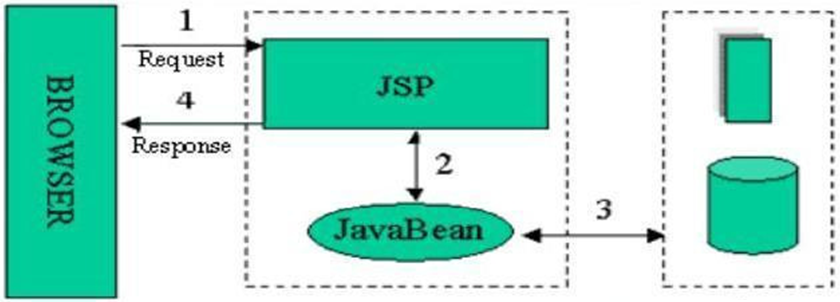 BROWSER
1
Request
4
Response
JSP
2
JavaBean
3